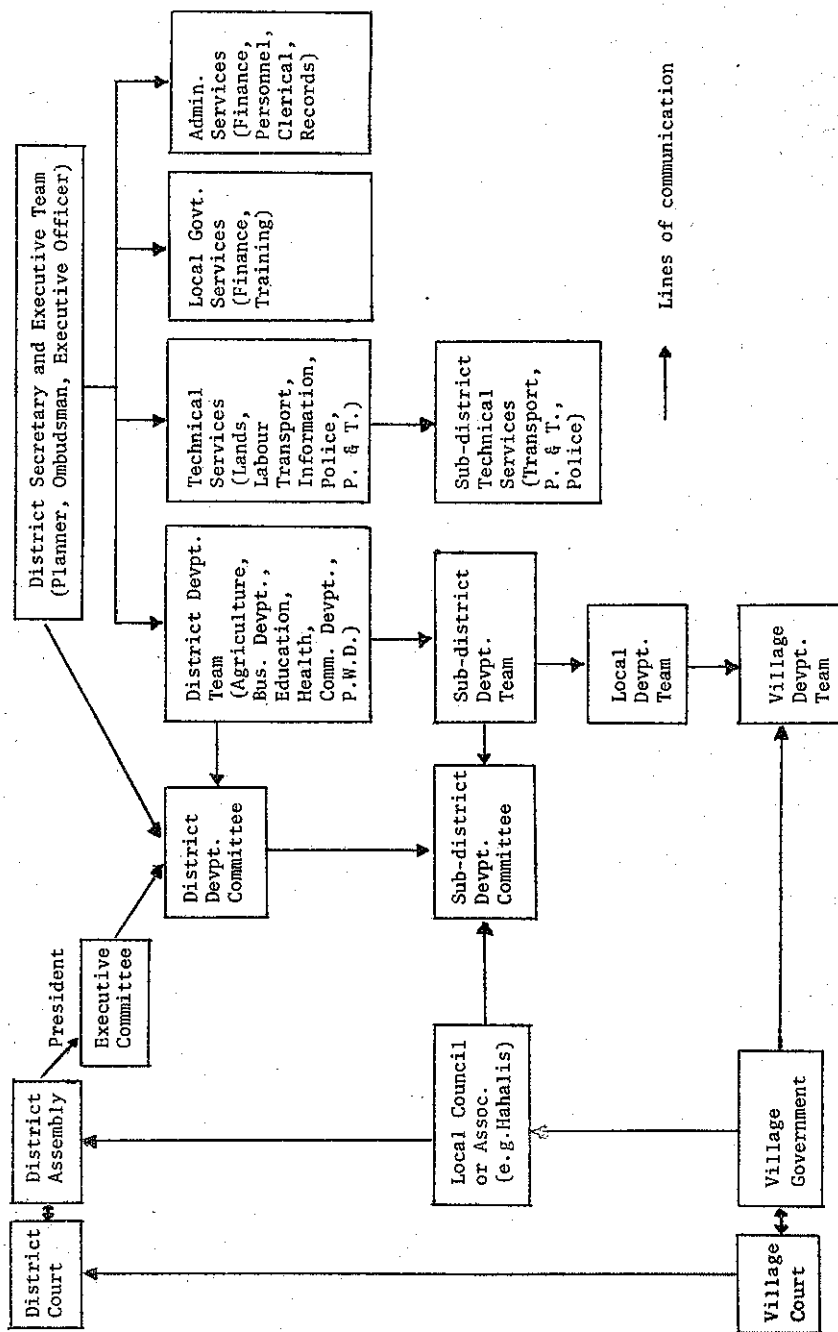 District
Court
District
Assembly
President
Executive
Committee
District Secretary and Executive Team
(Planner, Ombudsman, Executive Officer)
District
Devpt.
Committee
District Devpt.
Team
(Agriculture,
Bus. Devpt.,
Education,
Health,
Comm. Devpt.,
P.W.D.)
Technical
Services
(Lands,
Labour
Transport,
Information,
Police,
P. & T.)
Local Govt.
Services
(Finance,
Training)
Admin.
Services
(Finance,
Personnel,
Clerical,
Records)
Local Council
or Assoc.
(e.g.Hahalis)
Sub-district
Devpt.
Committee
Sub-district
Devpt.
Team
Sub-district
Technical
Services
(Transport,
P. & T.,
Police)
Local
Devpt.
Team
Village
Court
Village
Government
Village
Devpt.
Team
Lines of communication